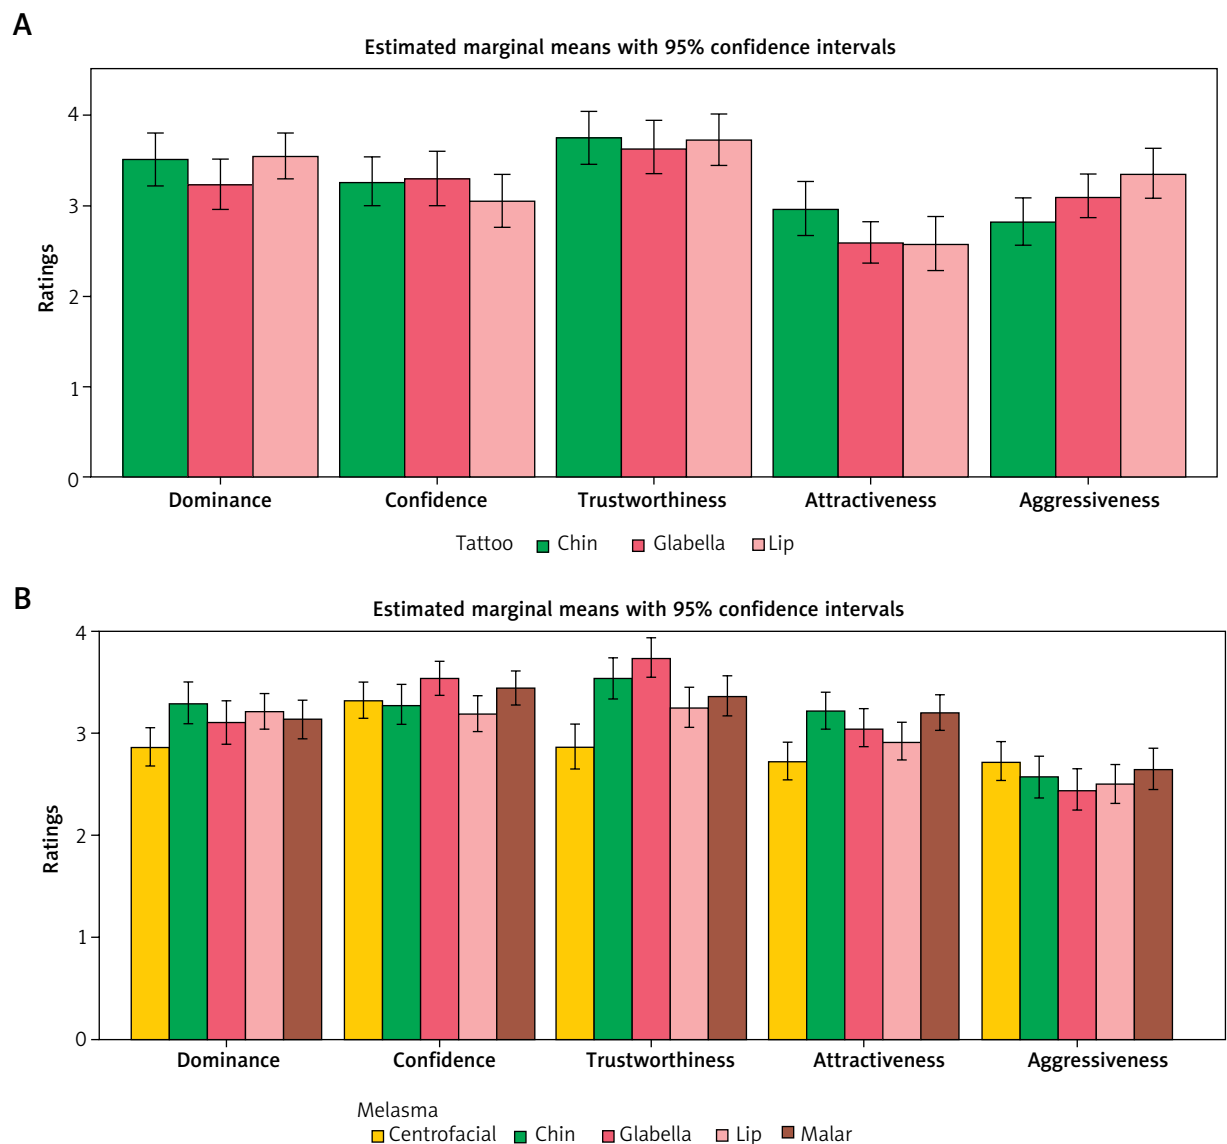 A
Estimated marginal means with 95% confidence intervals
Ratings
4
3
2
1
0
Dominance Confidence Trustworthiness Attractiveness Aggressiveness
Tattoo Chin Glabella Lip
B
Estimated marginal means with 95% confidence intervals
Ratings
4
3
2
1
0
Dominance Confidence Trustworthiness Attractiveness Aggressiveness
Melasma
Centrofacial Chin Glabella Lip Malar